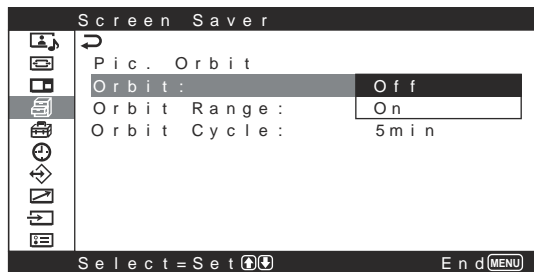 Screen Saver
Pic. Orbit
Orbit: Off
Orbit Range: On
Orbit Cycle: 5min
Select=Set End MENU